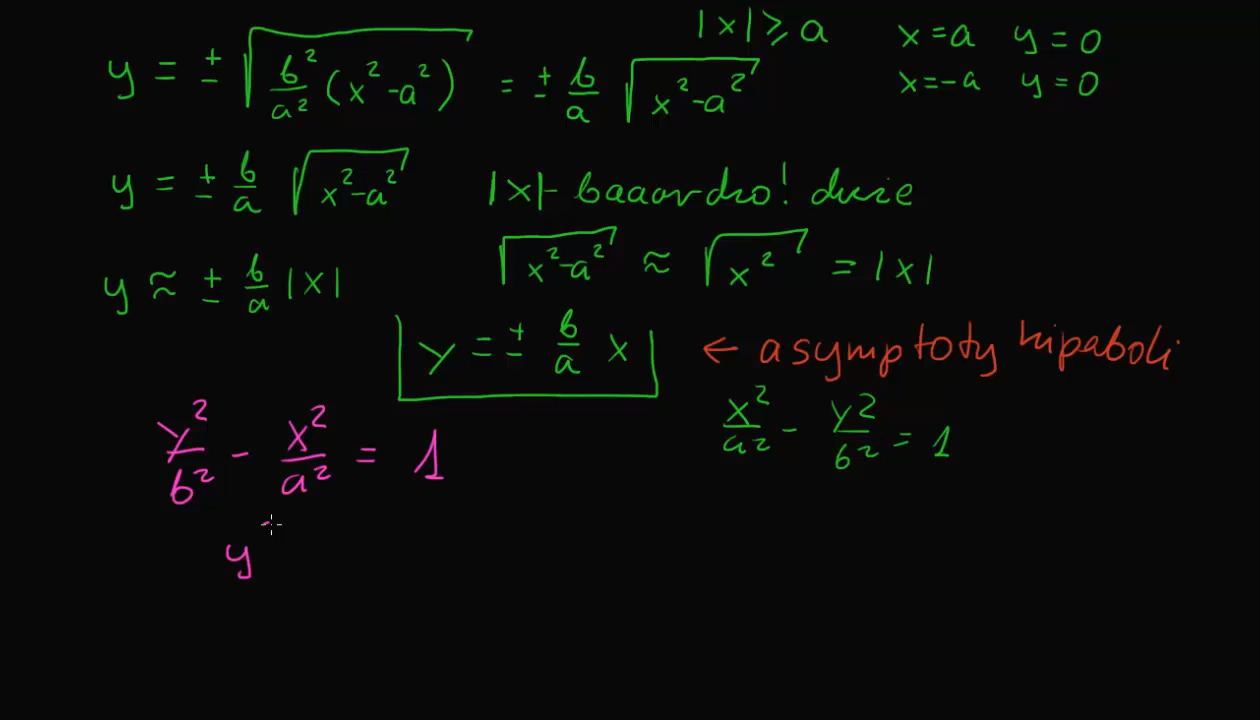 |x| ≥ a x = a y = 0
y = ± √(b²/a² (x² - a²)) = ± b/a √(x² - a²) x = -a y = 0
y = ± b/a √(x² - a²) |x| - baaardzo! duże
√(x² - a²) ≈ √(x²) = |x|
y ≈ ± b/a |x|
y = ± b/a x ← asymptoty hipaboli
x²/a² - y²/b² = 1
y²/b² - x²/a² = 1
y